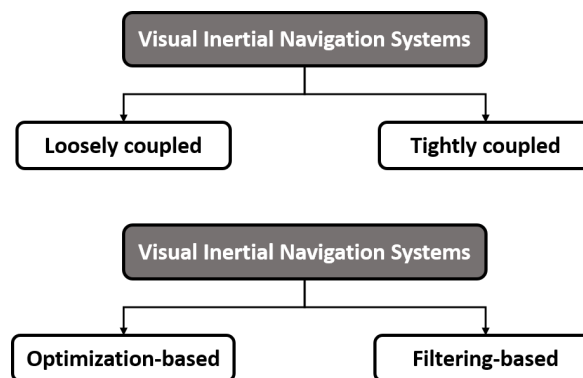 Visual Inertial Navigation Systems
Loosely coupled
Tightly coupled
Visual Inertial Navigation Systems
Optimization-based
Filtering-based